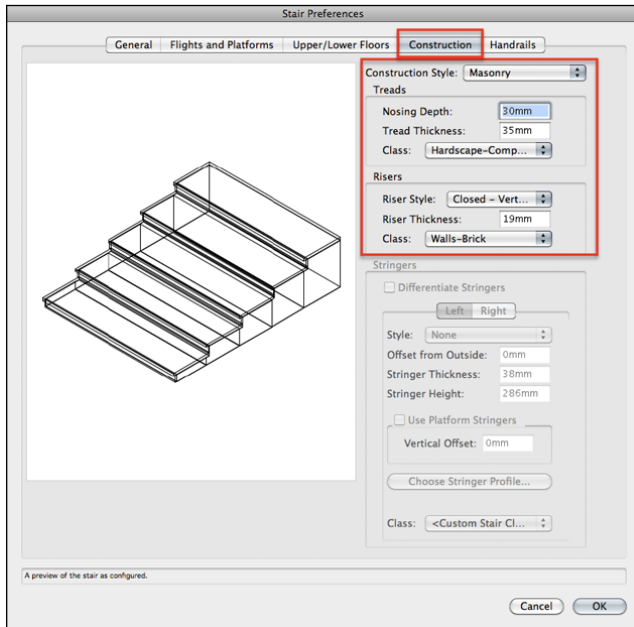 Stair Preferences
General Flights and Platforms Upper/Lower Floors Construction Handrails
Construction Style: Masonry
Treads
Nosing Depth: 30mm
Tread Thickness: 35mm
Class: Hardscape-Comp...
Risers
Riser Style: Closed - Vert...
Riser Thickness: 19mm
Class: Walls-Brick
Stringers
Differentiate Stringers
Left Right
Style: None
Offset from Outside: 0mm
Stringer Thickness: 38mm
Stringer Height: 286mm
Use Platform Stringers
Vertical Offset: 0mm
Choose Stringer Profile...
Class: <Custom Stair Cl...
A preview of the stair as configured.
Cancel OK